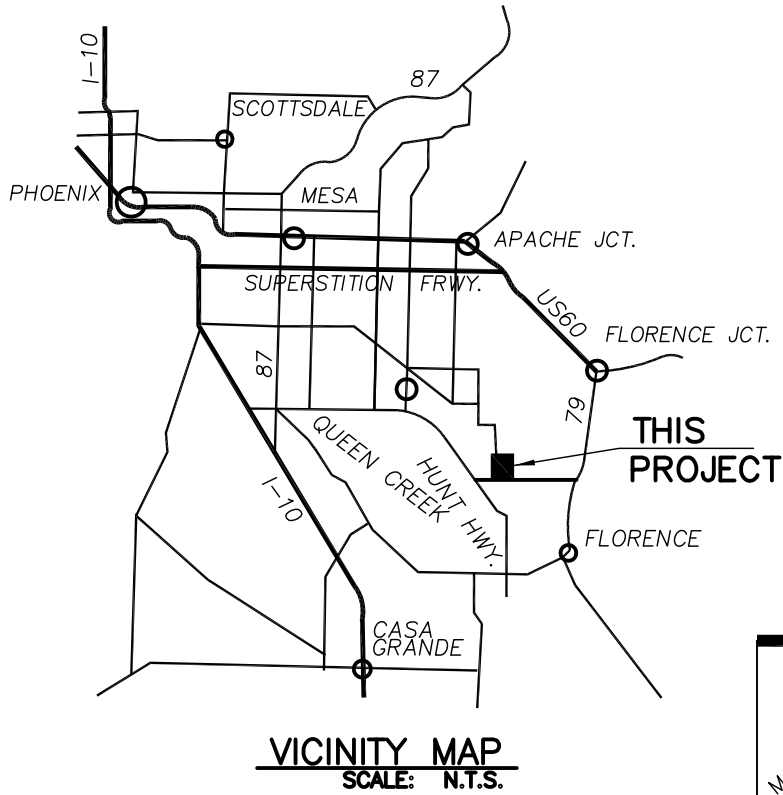 I-10
87
SCOTTSDALE
PHOENIX
MESA
APACHE JCT.
SUPERSTITION FRWY.
US60
FLORENCE JCT.
87
79
THIS
PROJECT
QUEEN CREEK
HUNT HWY.
I-10
FLORENCE
CASA
GRANDE
VICINITY MAP
SCALE: N.T.S.